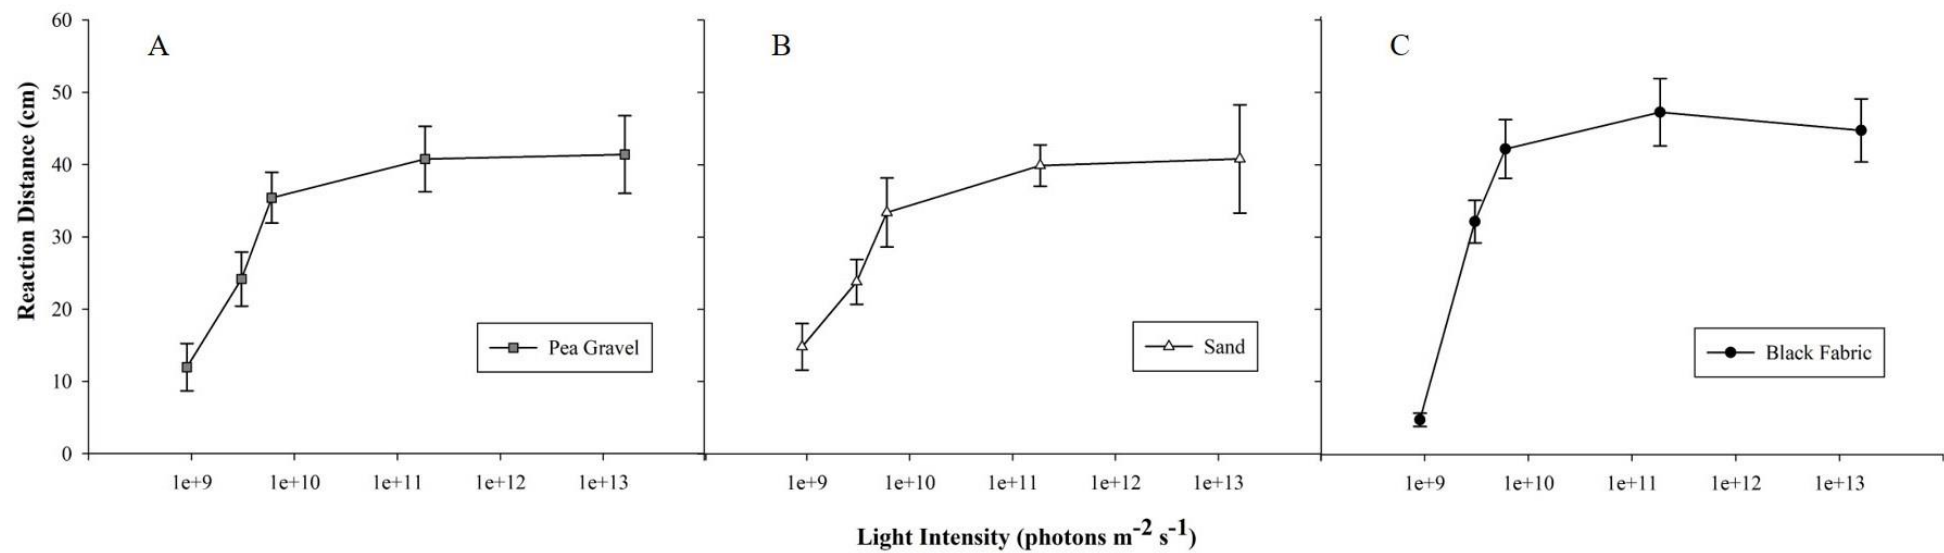 A
B
C
Reaction Distance (cm)
60
50
40
30
20
10
0
Pea Gravel
Sand
Black Fabric
1e+9 1e+10 1e+11 1e+12 1e+13
1e+9 1e+10 1e+11 1e+12 1e+13
1e+9 1e+10 1e+11 1e+12 1e+13
Light Intensity (photons m⁻² s⁻¹)